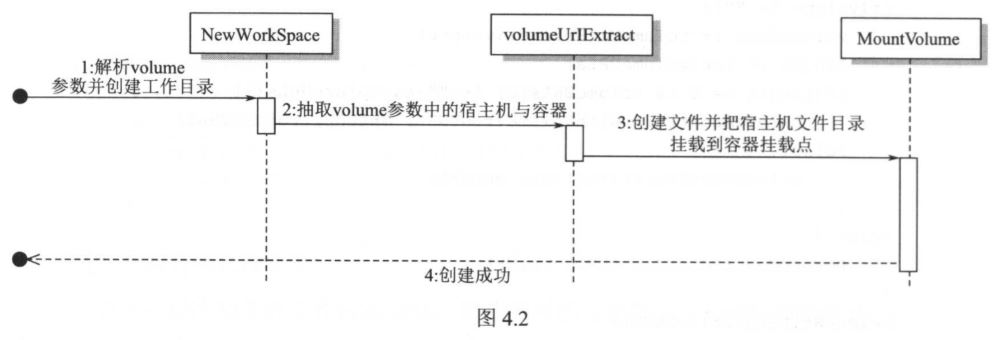 NewWorkSpace
volumeUrlExtract
MountVolume
1:解析volume
参数并创建工作目录
2:抽取volume参数中的宿主机与容器
3:创建文件并把宿主机文件目录
挂载到容器挂载点
4:创建成功
图 4.2